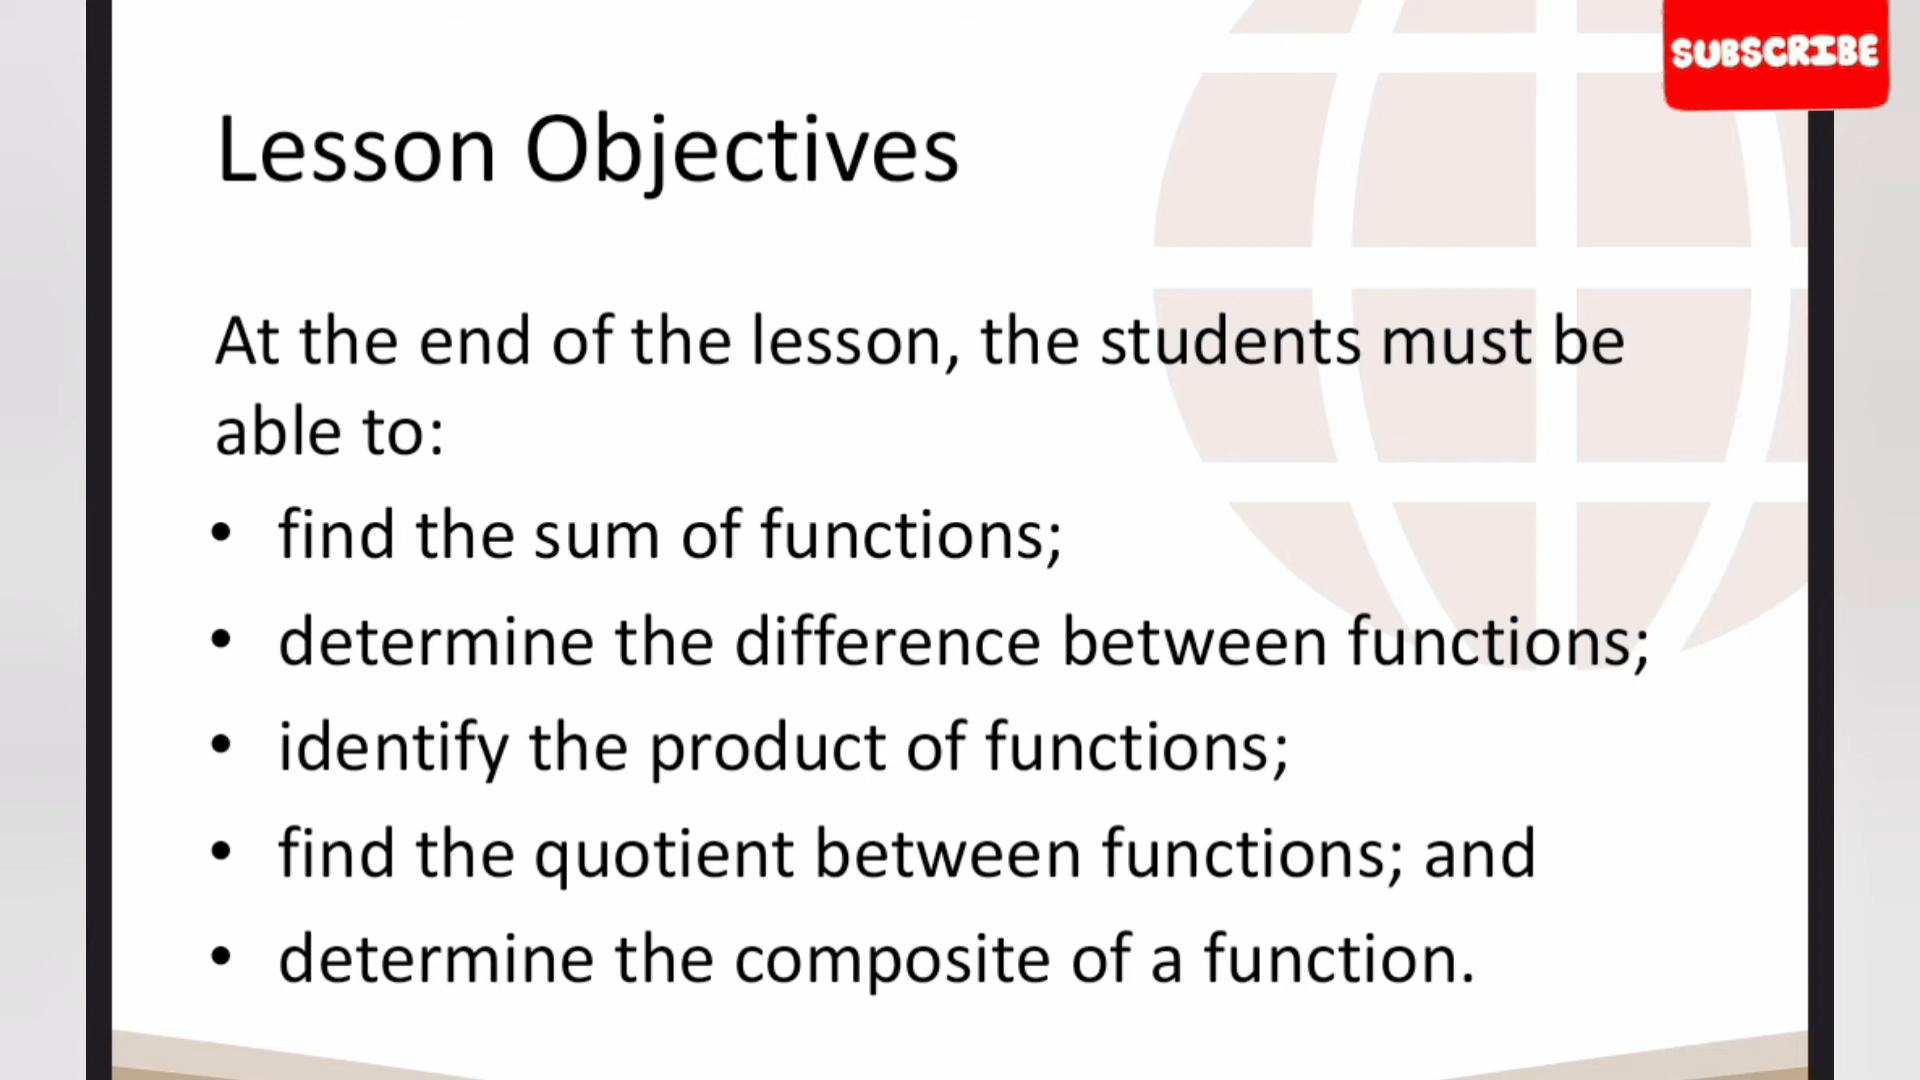 SUBSCRIBE
Lesson Objectives
At the end of the lesson, the students must be
able to:
• find the sum of functions;
• determine the difference between functions;
• identify the product of functions;
• find the quotient between functions; and
• determine the composite of a function.